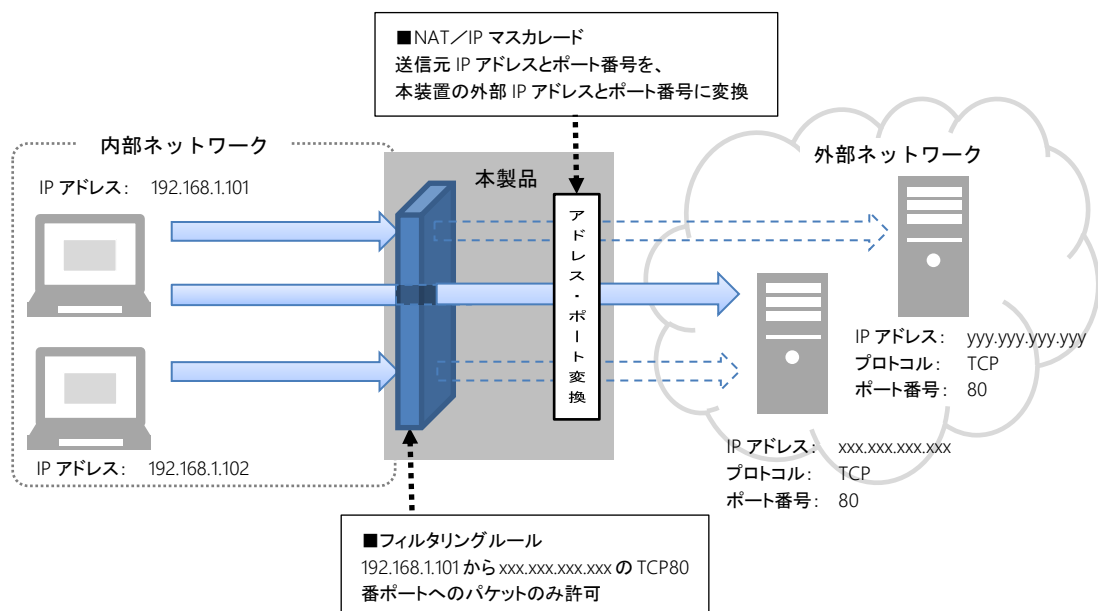 ■NAT／IP マスカレード
送信元 IP アドレスとポート番号を、
本装置の外部 IP アドレスとポート番号に変換
内部ネットワーク
IP アドレス： 192.168.1.101
本製品
外部ネットワーク
アドレス・ポート変換
IP アドレス： yyy.yyy.yyy.yyy
プロトコル： TCP
ポート番号： 80
IP アドレス： xxx.xxx.xxx.xxx
プロトコル： TCP
ポート番号： 80
IP アドレス： 192.168.1.102
■フィルタリングルール
192.168.1.101 から xxx.xxx.xxx.xxx の TCP80
番ポートへのパケットのみ許可